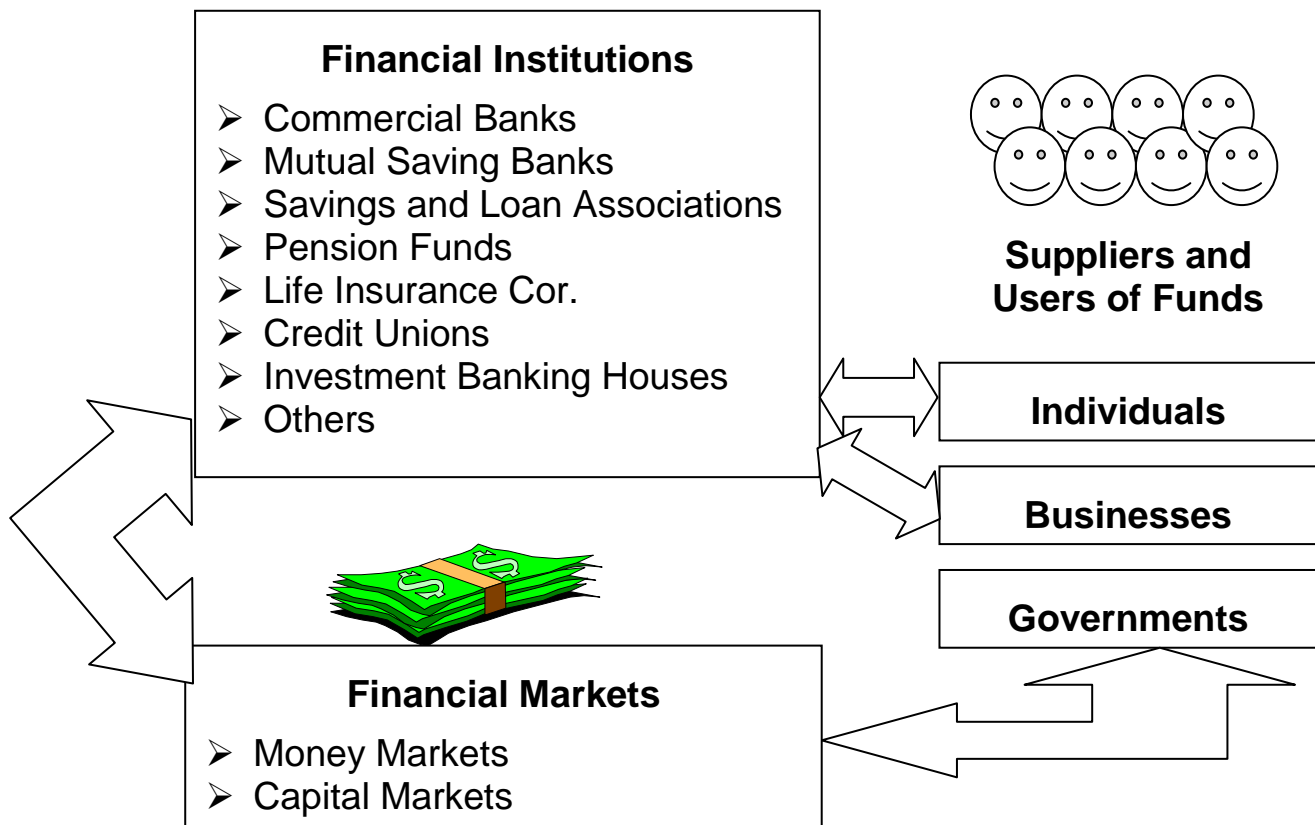 Financial Institutions
➢ Commercial Banks
➢ Mutual Saving Banks
➢ Savings and Loan Associations
➢ Pension Funds
➢ Life Insurance Cor.
➢ Credit Unions
➢ Investment Banking Houses
➢ Others
Suppliers and
Users of Funds
Individuals
Businesses
Governments
$ $
Financial Markets
➢ Money Markets
➢ Capital Markets